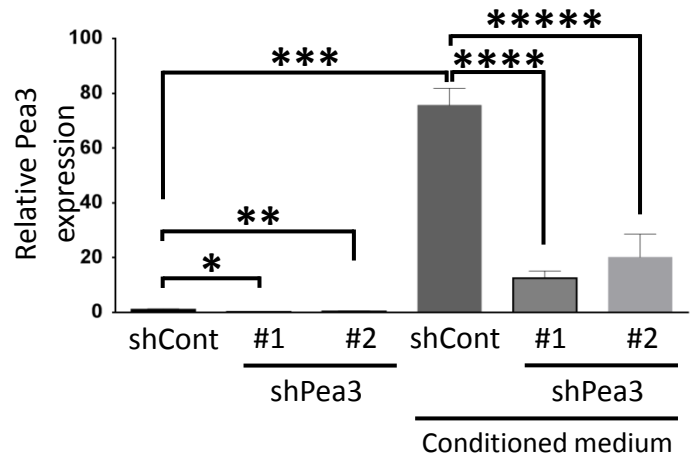 *****
100
***
****
80
Relative Pea3
expression
60
40
**
20
*
0
shCont #1 #2 shCont #1 #2
shPea3 shPea3
Conditioned medium